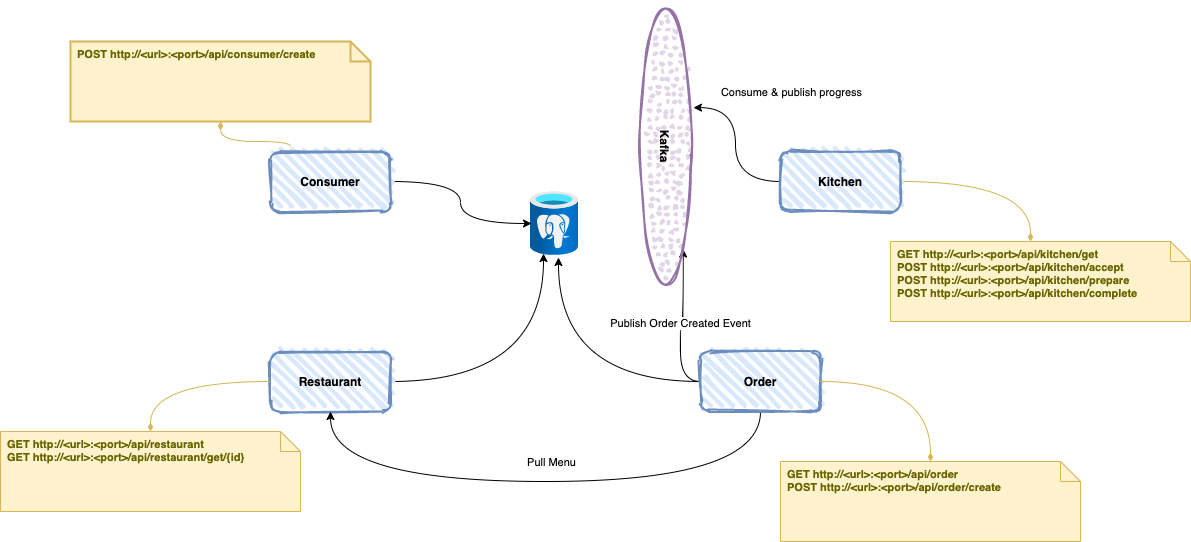 POST http://<url>:<port>/api/consumer/create
Consume & publish progress
Kafka
Consumer
Kitchen
GET http://<url>:<port>/api/kitchen/get
POST http://<url>:<port>/api/kitchen/accept
POST http://<url>:<port>/api/kitchen/prepare
POST http://<url>:<port>/api/kitchen/complete
Publish Order Created Event
Restaurant
Order
GET http://<url>:<port>/api/restaurant
GET http://<url>:<port>/api/restaurant/get/{id}
Pull Menu
GET http://<url>:<port>/api/order
POST http://<url>:<port>/api/order/create